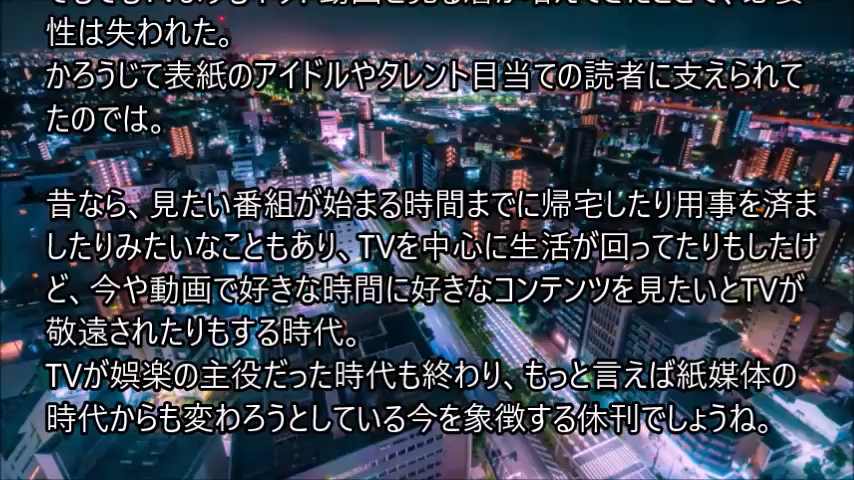 性は失われた。
かろうじて表紙のアイドルやタレント目当ての読者に支えられて
たのでは。
昔なら、見たい番組が始まる時間までに帰宅したり用事を済ま
したりみたいなこともあり、TVを中心に生活が回ってたりもしたけ
ど、今や動画で好きな時間に好きなコンテンツを見たいとTVが
敬遠されたりもする時代。
TVが娯楽の主役だった時代も終わり、もっと言えば紙媒体の
時代からも変わろうとしている今を象徴する休刊でしょうね。